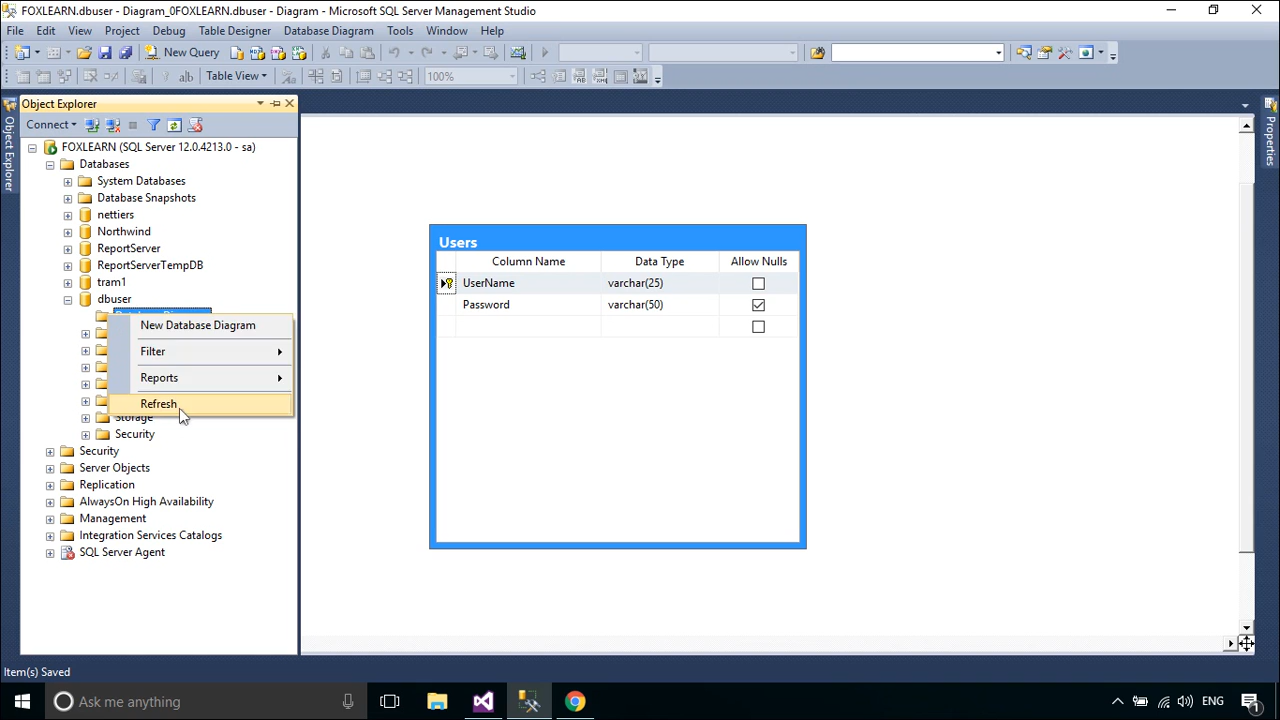 FOXLEARN.dbuser - Diagram_0FOXLEARN.dbuser - Diagram - Microsoft SQL Server Management Studio
File Edit View Project Debug Table Designer Database Diagram Tools Window Help
New Query
Table View 100%
Object Explorer
Connect
Object Explorer
Properties
FOXLEARN (SQL Server 12.0.4213.0 - sa)
Databases
System Databases
Database Snapshots
nettiers
Northwind
ReportServer
ReportServerTempDB
tram1
dbuser
New Database Diagram
Filter
Reports
Refresh
Storage
Security
Security
Server Objects
Replication
AlwaysOn High Availability
Management
Integration Services Catalogs
SQL Server Agent
Users
Column Name Data Type Allow Nulls
UserName varchar(25)
Password varchar(50)
Item(s) Saved
Ask me anything
ENG
1